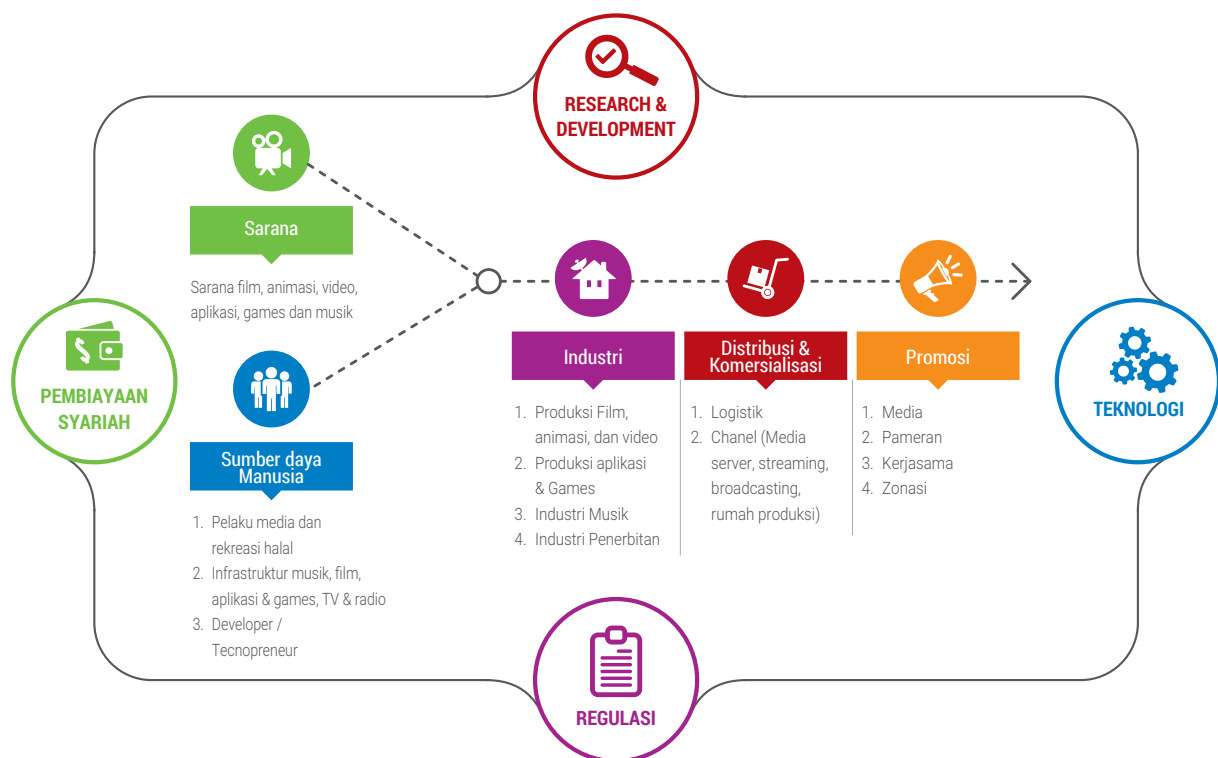 RESEARCH &
DEVELOPMENT
Sarana
Sarana film, animasi, video,
aplikasi, games dan musik
PEMBIAYAAN
SYARIAH
Sumber daya
Manusia
1. Pelaku media dan
rekreasi halal
2. Infrastruktur musik, film,
aplikasi & games, TV & radio
3. Developer /
Tecnopreneur
Industri
1. Produksi Film,
animasi, dan video
2. Produksi aplikasi
& Games
3. Industri Musik
4. Industri Penerbitan
Distribusi &
Komersialisasi
1. Logistik
2. Chanel (Media
server, streaming,
broadcasting,
rumah produksi)
Promosi
1. Media
2. Pameran
3. Kerjasama
4. Zonasi
TEKNOLOGI
REGULASI